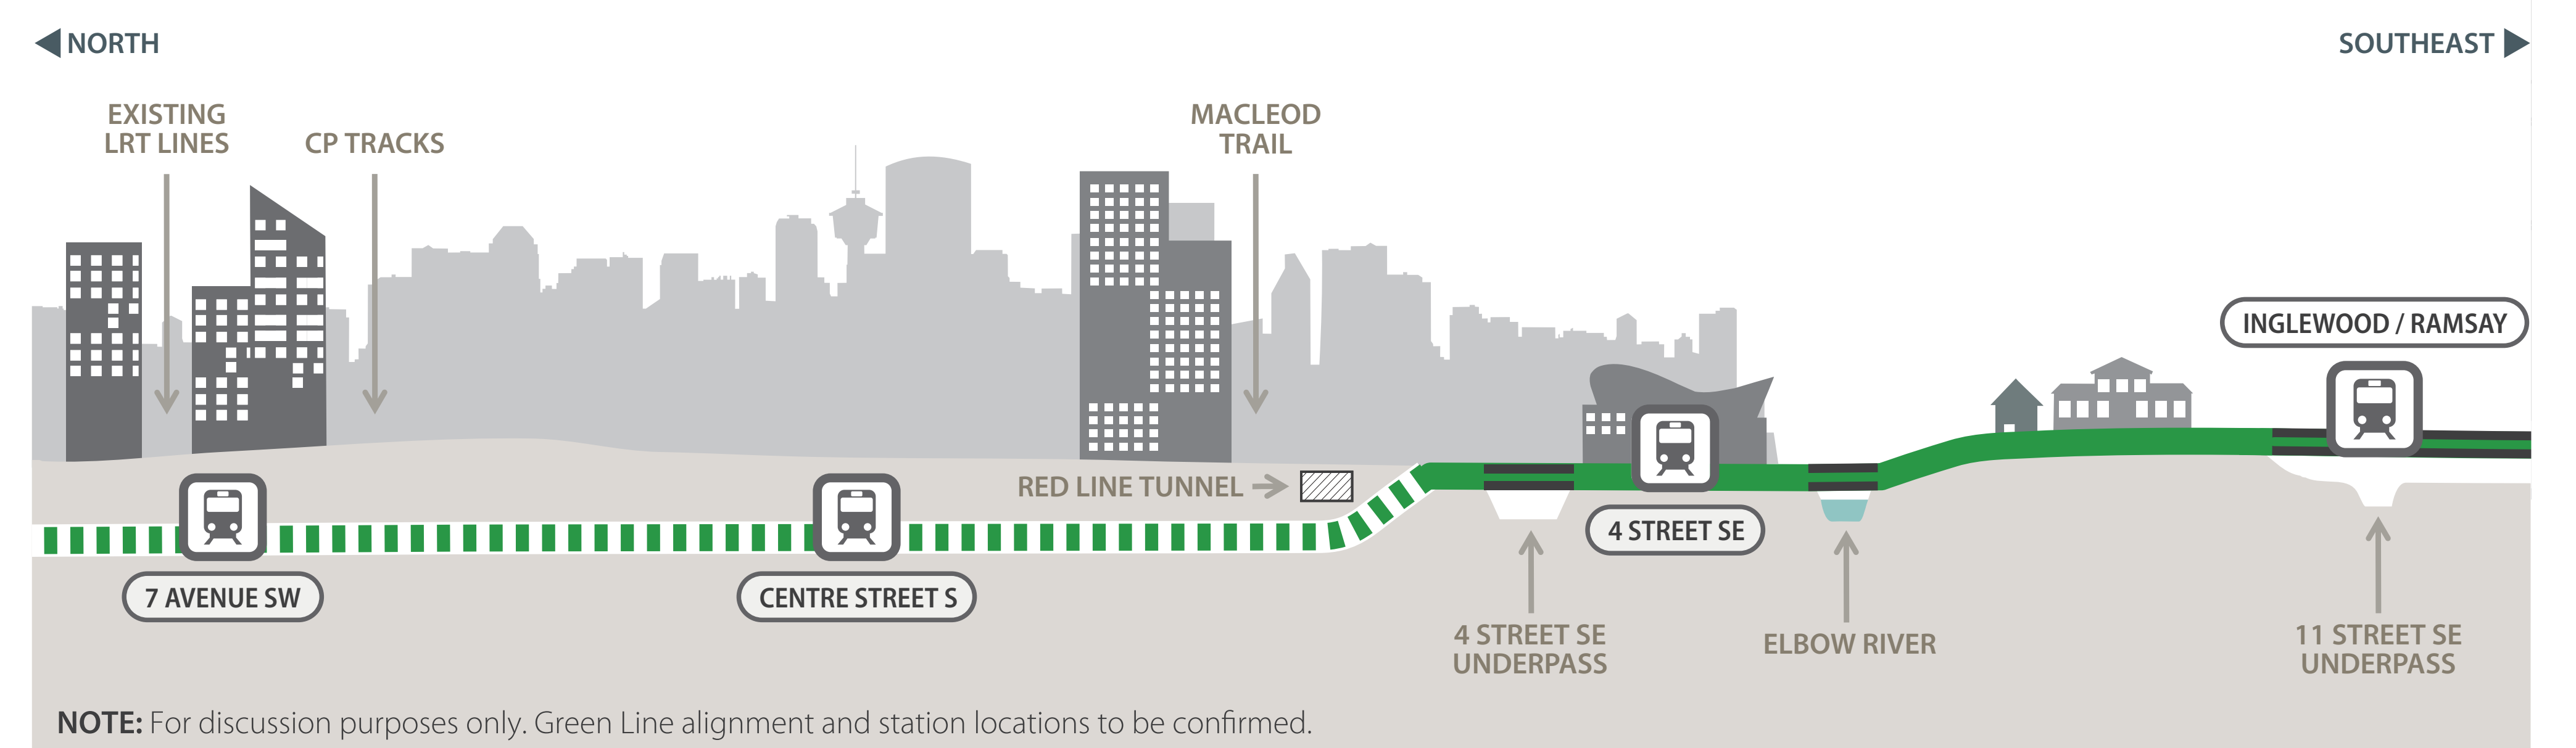 NORTH
SOUTHEAST
EXISTING
LRT LINES
CP TRACKS
MACLEOD
TRAIL
INGLEWOOD / RAMSAY
RED LINE TUNNEL
4 STREET SE
7 AVENUE SW
CENTRE STREET S
4 STREET SE
UNDERPASS
ELBOW RIVER
11 STREET SE
UNDERPASS
NOTE: For discussion purposes only. Green Line alignment and station locations to be confirmed.